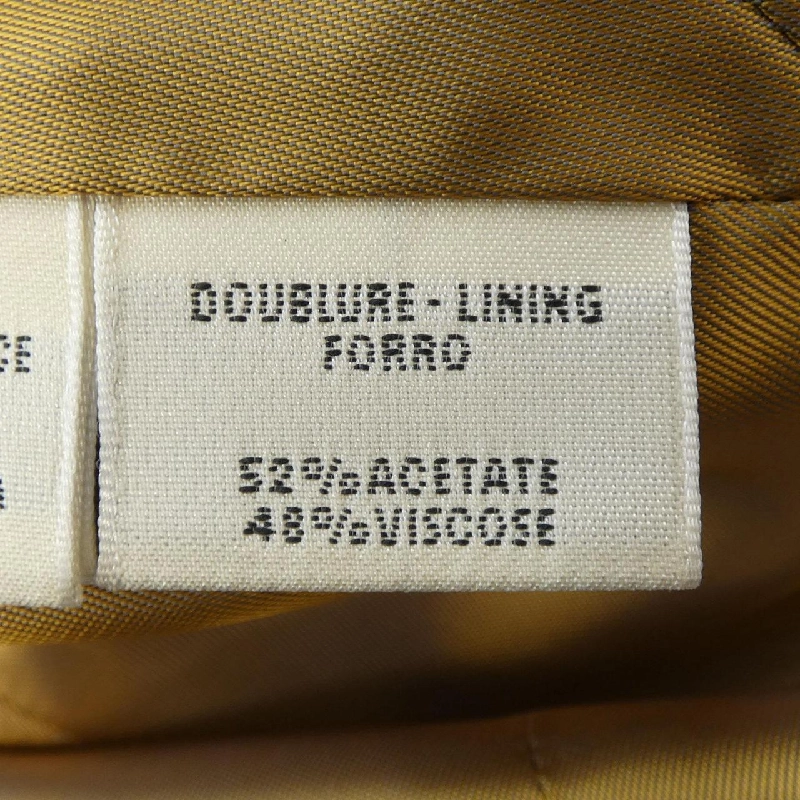 DOUBLURE - LINING
FORRO
52% ACETATE
48% VISCOSE